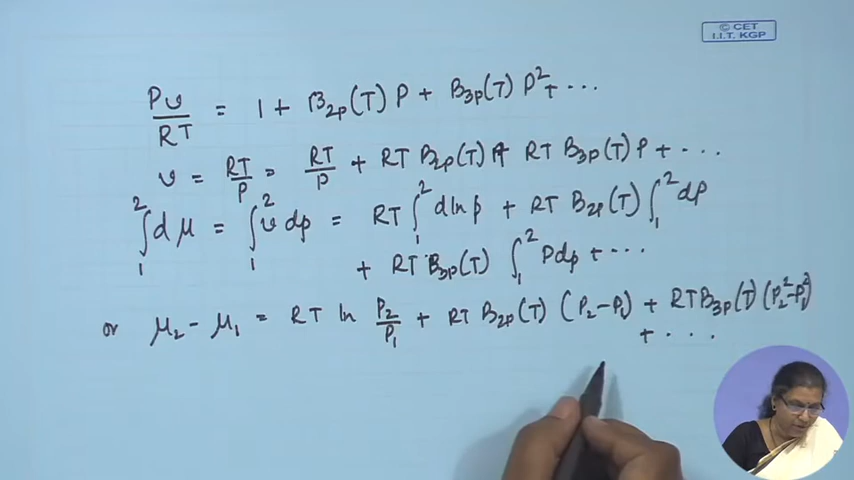 © CET
I.I.T. KGP
Pv/RT = 1 + B₂ₚ(T) P + B₃ₚ(T) P² + ...
v = RT/P = RT/P + RT B₂ₚ(T) + RT B₃ₚ(T) P + ...
∫₁² dμ = ∫₁² v dp = RT ∫₁² d ln p + RT B₂ₚ(T) ∫₁² dp
+ RT B₃ₚ(T) ∫₁² P dp + ...
or μ₂ - μ₁ = RT ln P₂/P₁ + RT B₂ₚ(T) (P₂ - P₁) + RT B₃ₚ(T) (P₂² - P₁²)
+ ...